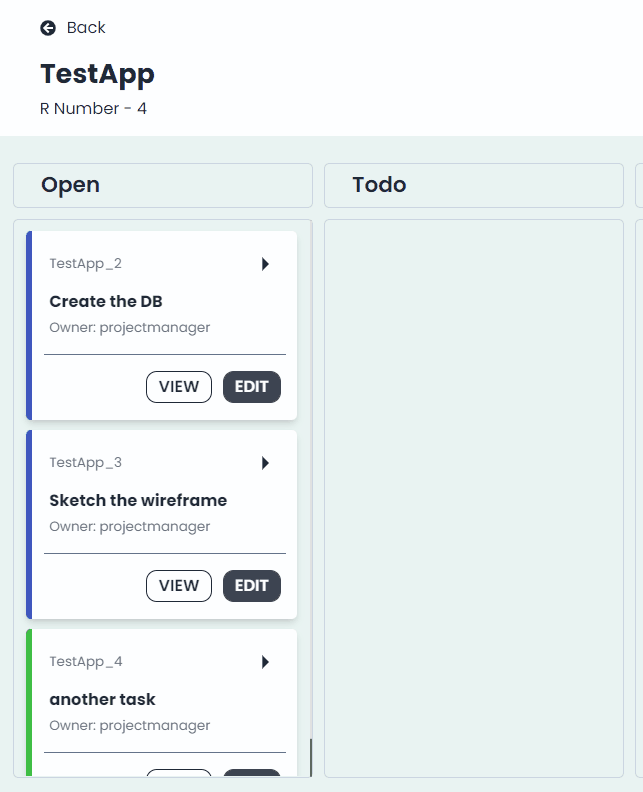 Back
TestApp
R Number - 4
Open
Todo
TestApp_2
Create the DB
Owner: projectmanager
VIEW EDIT
TestApp_3
Sketch the wireframe
Owner: projectmanager
VIEW EDIT
TestApp_4
another task
Owner: projectmanager